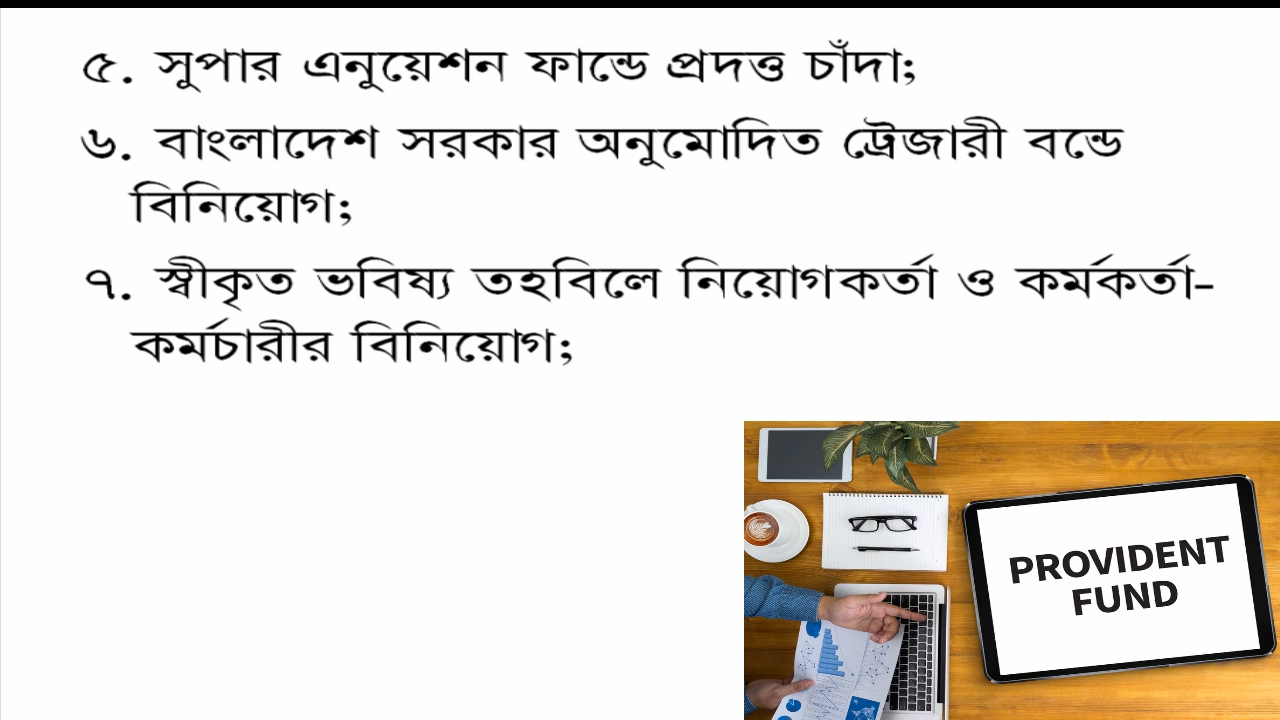 ৫. সুপার এনুয়েশন ফান্ডে প্রদত্ত চাঁদা;
৬. বাংলাদেশ সরকার অনুমোদিত ট্রেজারী বন্ডে
বিনিয়োগ;
৭. স্বীকৃত ভবিষ্য তহবিলে নিয়োগকর্তা ও কর্মকর্তা-
কর্মচারীর বিনিয়োগ;
PROVIDENT
FUND